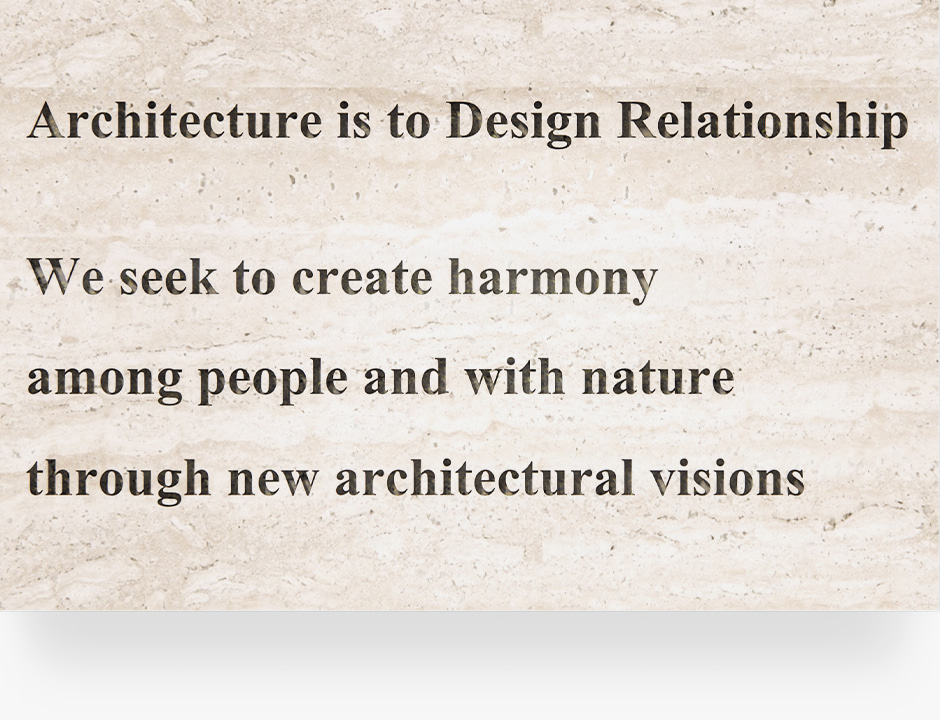 Architecture is to Design Relationship
We seek to create harmony
among people and with nature
through new architectural visions